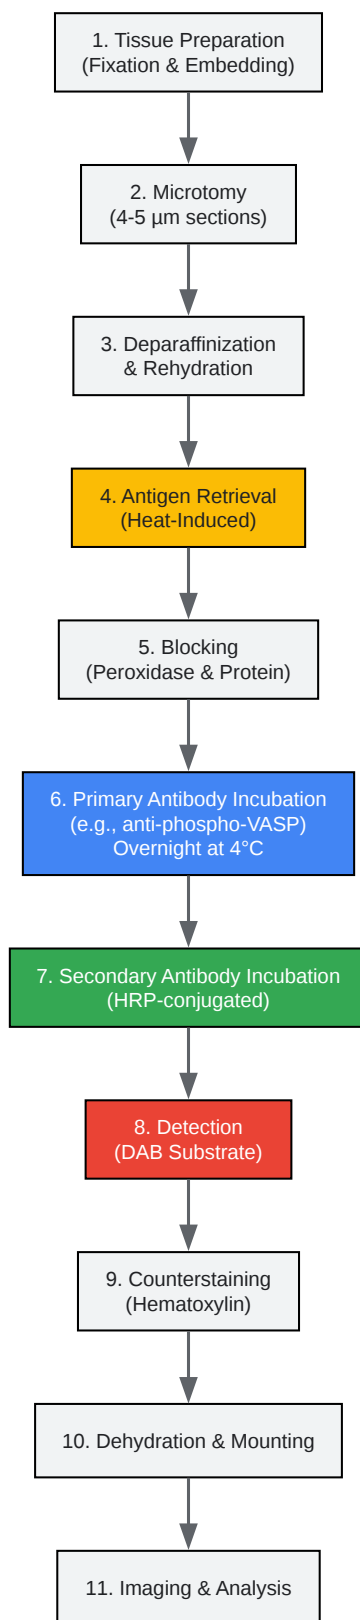 1. Tissue Preparation
(Fixation & Embedding)
2. Microtomy
(4-5 µm sections)
3. Deparaffinization
& Rehydration
4. Antigen Retrieval
(Heat-Induced)
5. Blocking
(Peroxidase & Protein)
6. Primary Antibody Incubation
(e.g., anti-phospho-VASP)
Overnight at 4°C
7. Secondary Antibody Incubation
(HRP-conjugated)
8. Detection
(DAB Substrate)
9. Counterstaining
(Hematoxylin)
10. Dehydration & Mounting
11. Imaging & Analysis